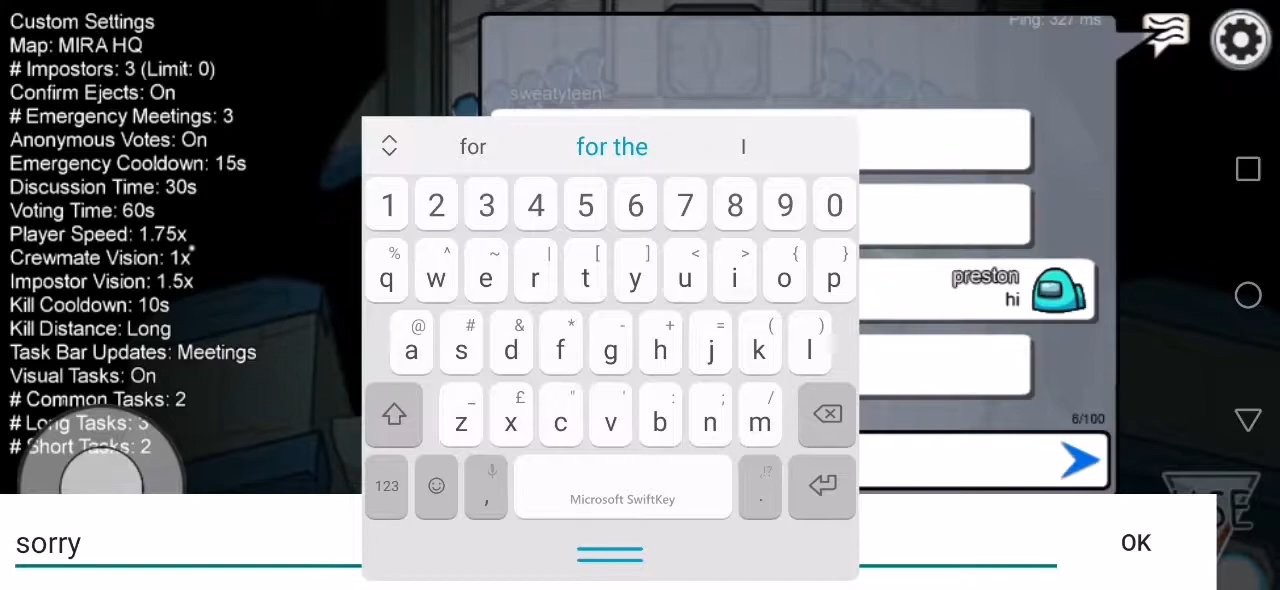 Custom Settings
Map: MIRA HQ
# Impostors: 3 (Limit: 0)
Confirm Ejects: On
# Emergency Meetings: 3
Anonymous Votes: On
Emergency Cooldown: 15s
Discussion Time: 30s
Voting Time: 60s
Player Speed: 1.75x
Crewmate Vision: 1x
Impostor Vision: 1.5x
Kill Cooldown: 10s
Kill Distance: Long
Task Bar Updates: Meetings
Visual Tasks: On
# Common Tasks: 2
# Long Tasks: 3
# Short Tasks: 2
Ping: 327 ms
sweatyteen
preston
hi
6/100
for for the I
1 2 3 4 5 6 7 8 9 0
% ^ ~ | [ ] < > { }
q w e r t y u i o p
@ # & * - + = ( )
a s d f g h j k l
_ £ " ' : ; /
z x c v b n m
123 , Microsoft SwiftKey !? .
sorry
OK